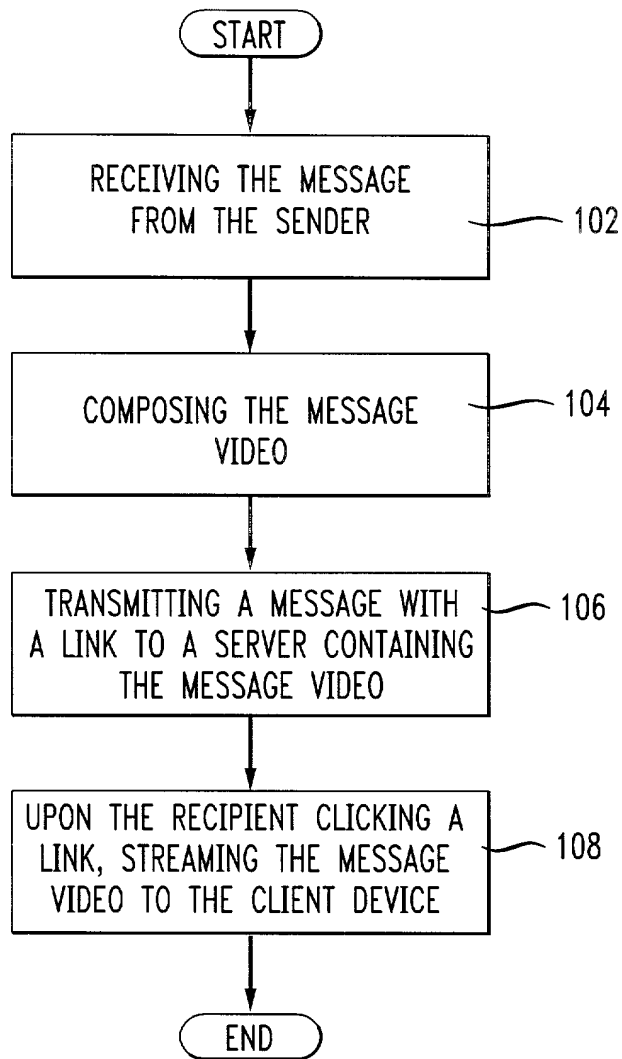 START
RECEIVING THE MESSAGE
FROM THE SENDER
102
COMPOSING THE MESSAGE
VIDEO
104
TRANSMITTING A MESSAGE WITH
A LINK TO A SERVER CONTAINING
THE MESSAGE VIDEO
106
UPON THE RECIPIENT CLICKING A
LINK, STREAMING THE MESSAGE
VIDEO TO THE CLIENT DEVICE
108
END